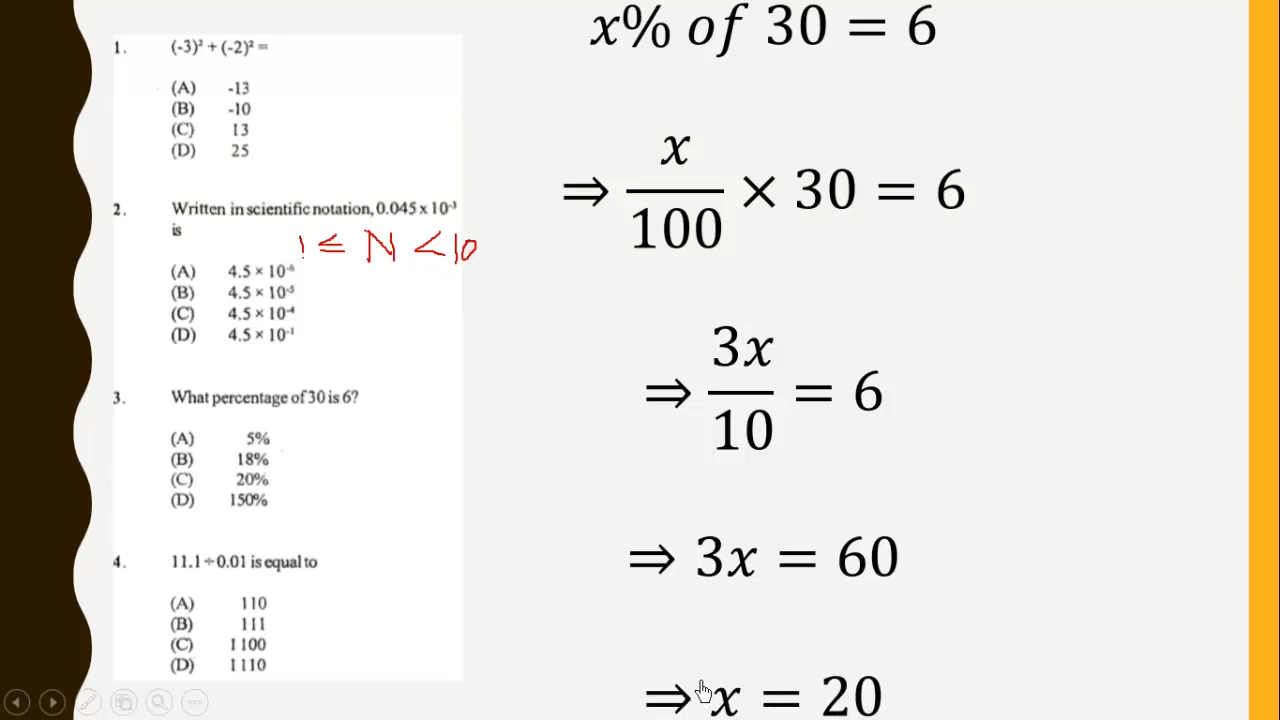 1. (-3)² + (-2)² =
(A) -13
(B) -10
(C) 13
(D) 25
2. Written in scientific notation, 0.045 x 10⁻³
is
1 ≤ N < 10
(A) 4.5 × 10⁻⁶
(B) 4.5 × 10⁻⁵
(C) 4.5 × 10⁻⁴
(D) 4.5 × 10⁻¹
3. What percentage of 30 is 6?
(A) 5%
(B) 18%
(C) 20%
(D) 150%
4. 11.1 ÷ 0.01 is equal to
(A) 110
(B) 111
(C) 1100
(D) 1110
x% of 30 = 6
⇒ x/100 × 30 = 6
⇒ 3x/10 = 6
⇒ 3x = 60
⇒ x = 20